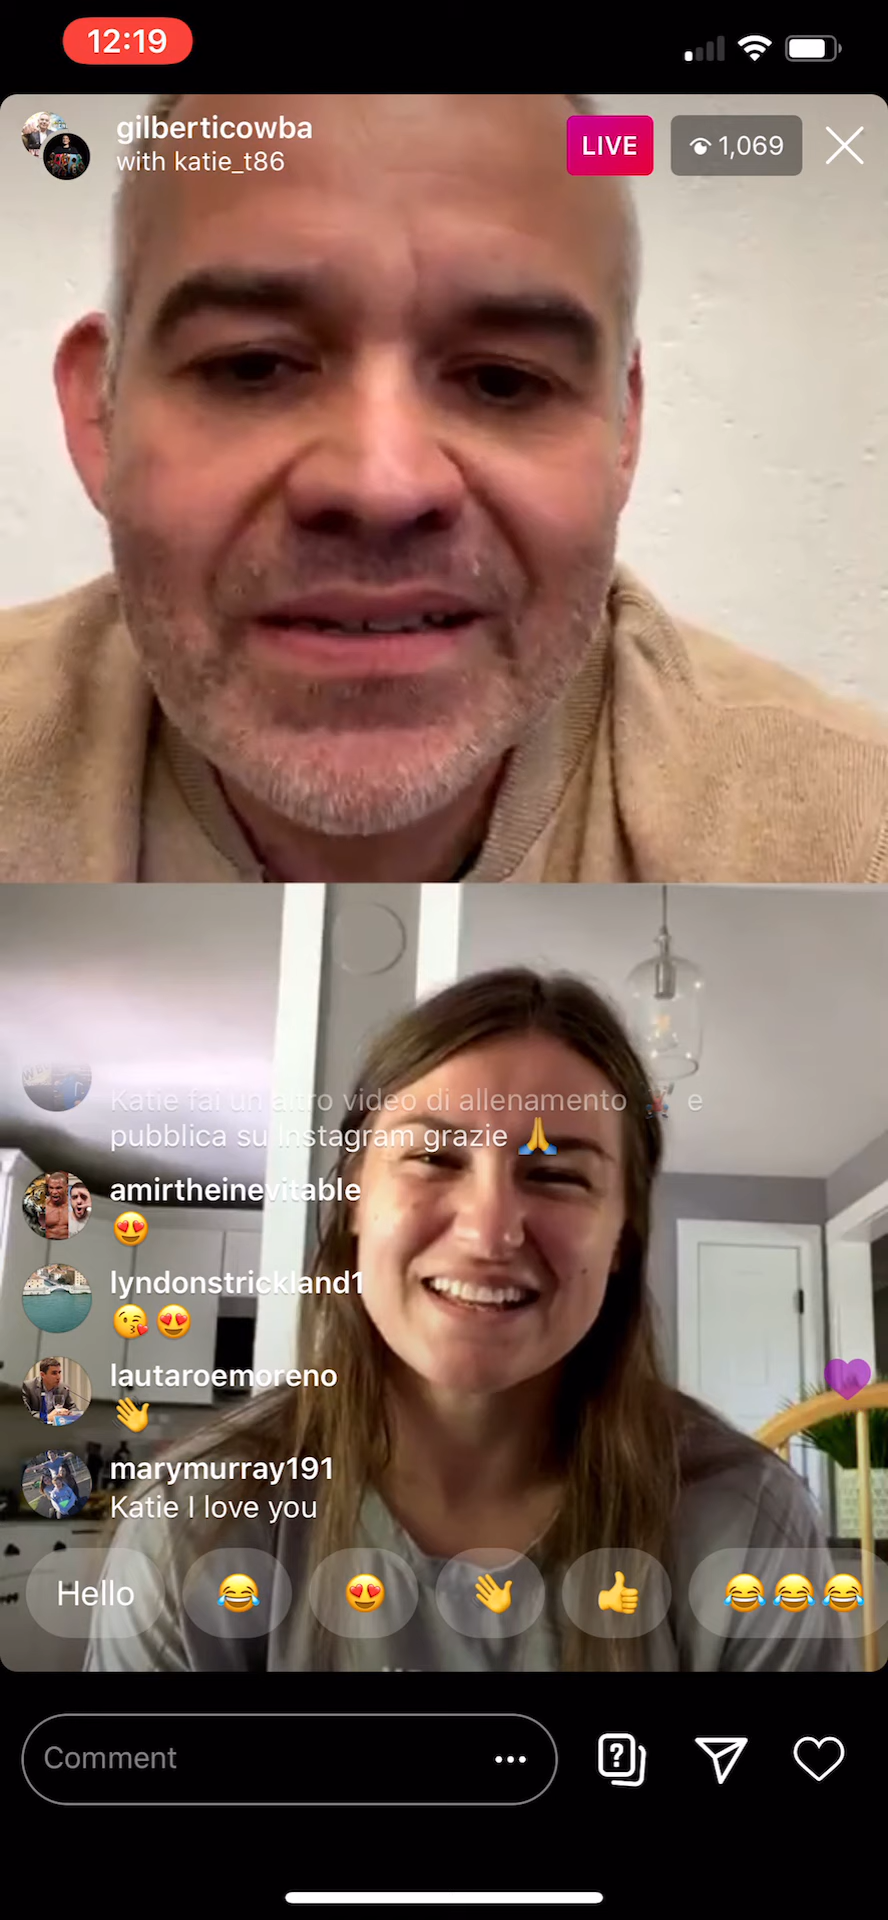 12:19
gilberticowba
with katie_t86
LIVE
1,069
Katie fai un altro video di allenamento e
pubblica su Instagram grazie 🙏
amirtheinevitable
😍
lyndonstrickland1
😘😍
lautaroemoreno
👋
marymurray191
Katie I love you
Hello 😂 😍 👋 👍 😂😂😂
Comment